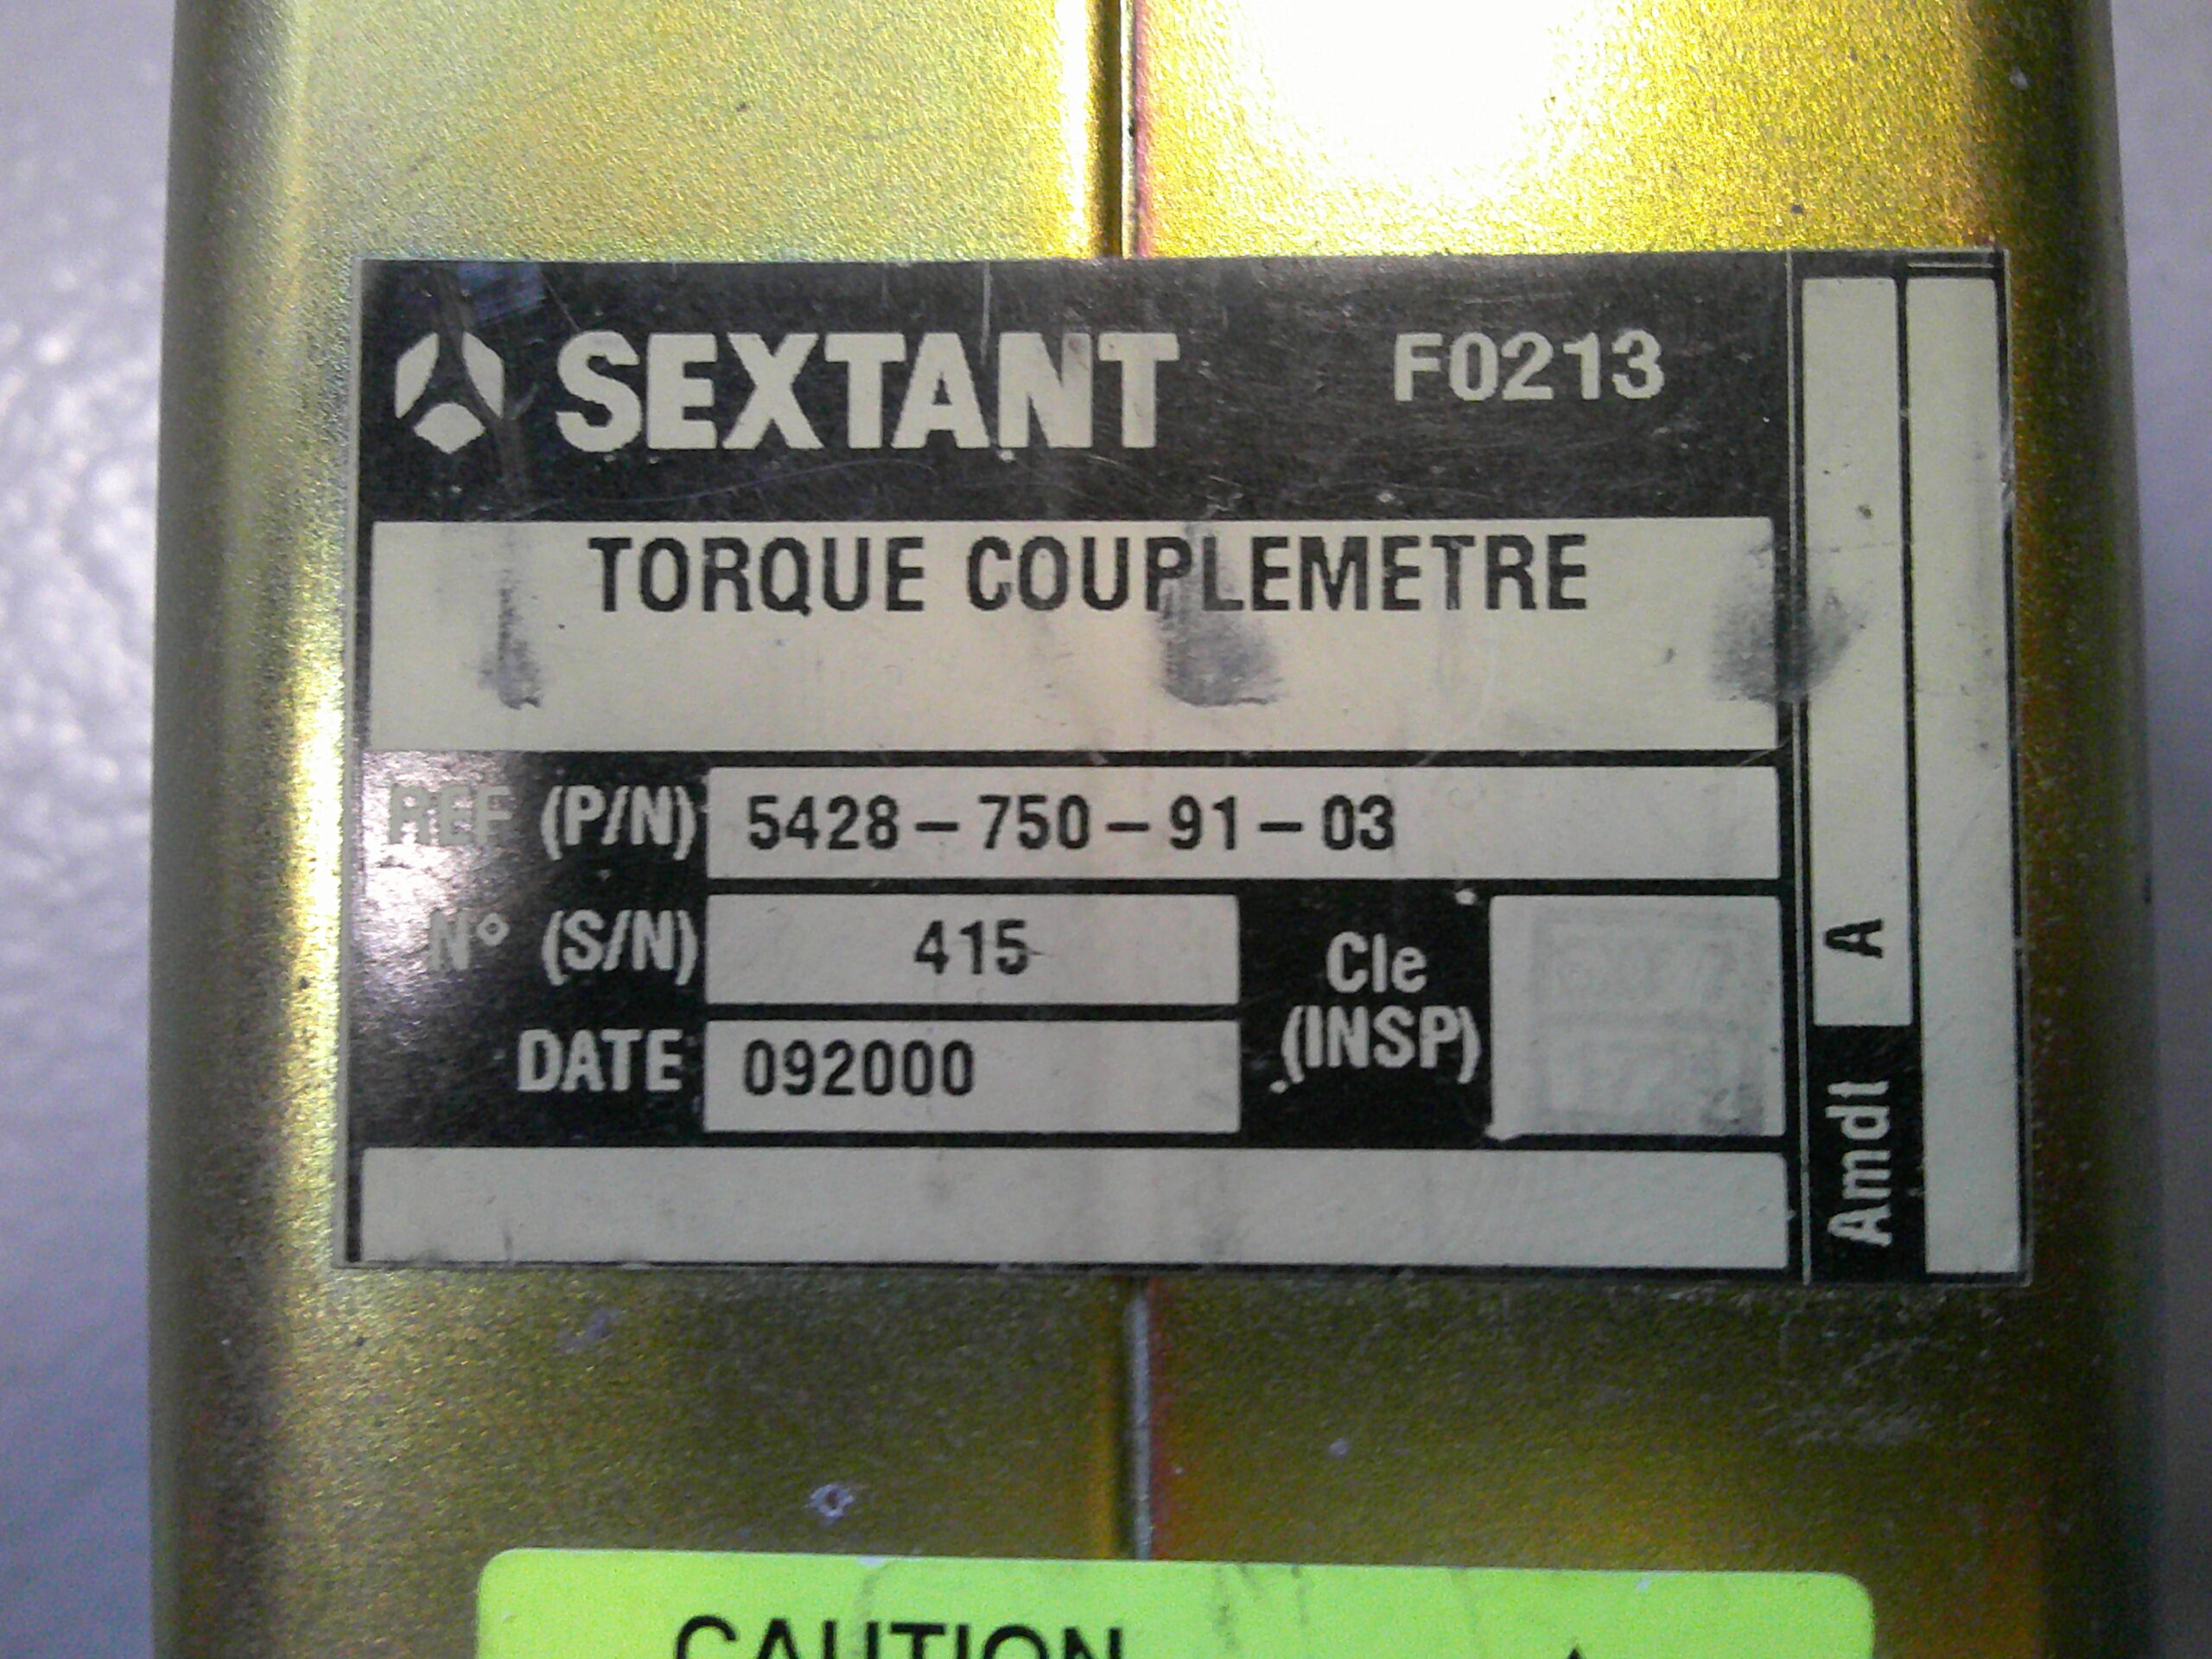 SEXTANT F0213
TORQUE COUPLEMETRE
REF (P/N) 5428-750-91-03
N° (S/N) 415
DATE 092000
Cle
(INSP)
Amdt A
CAUTION